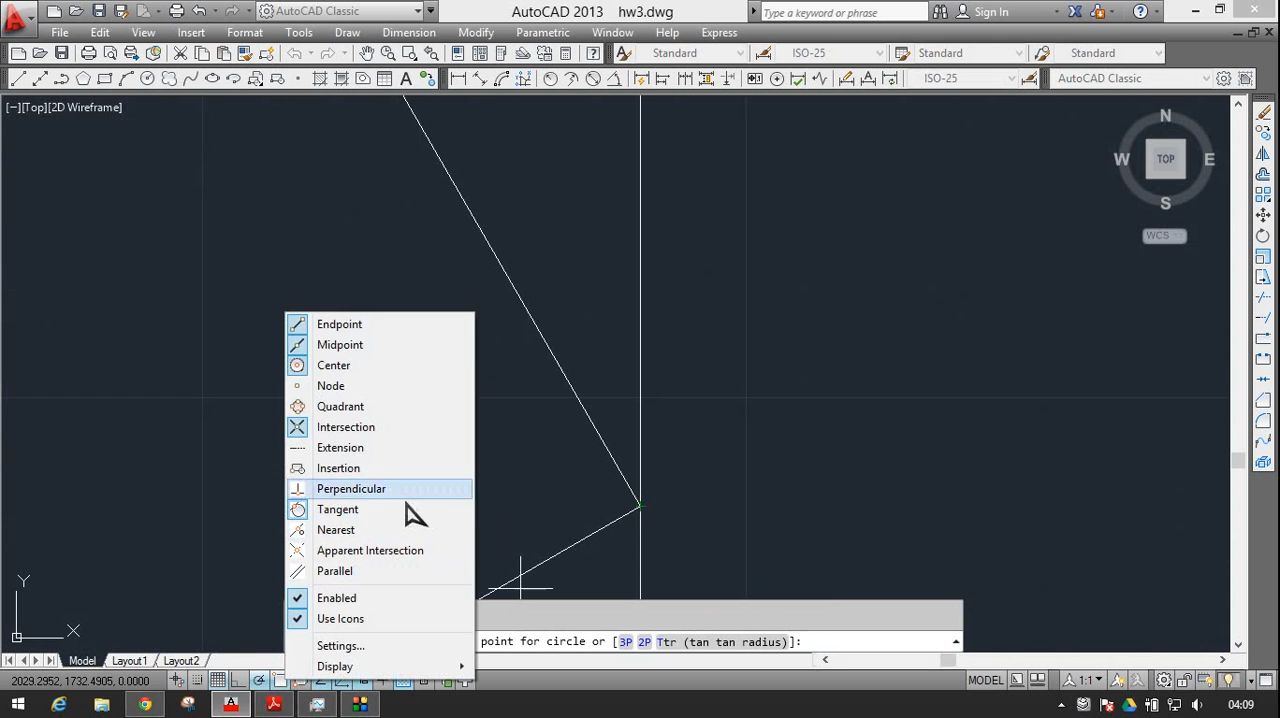 AutoCAD Classic
AutoCAD 2013 hw3.dwg
Type a keyword or phrase
Sign In
File Edit View Insert Format Tools Draw Dimension Modify Parametric Window Help Express
Standard
ISO-25
Standard
Standard
ISO-25
AutoCAD Classic
[−][Top][2D Wireframe]
N
W TOP E
S
WCS
Endpoint
Midpoint
Center
Node
Quadrant
Intersection
Extension
Insertion
Perpendicular
Tangent
Nearest
Apparent Intersection
Parallel
Enabled
Use Icons
Settings...
Display
Y
X
point for circle or [3P 2P Ttr (tan tan radius)]:
Model Layout1 Layout2
2029.2952, 1732.4905, 0.0000
MODEL
1:1
04:09